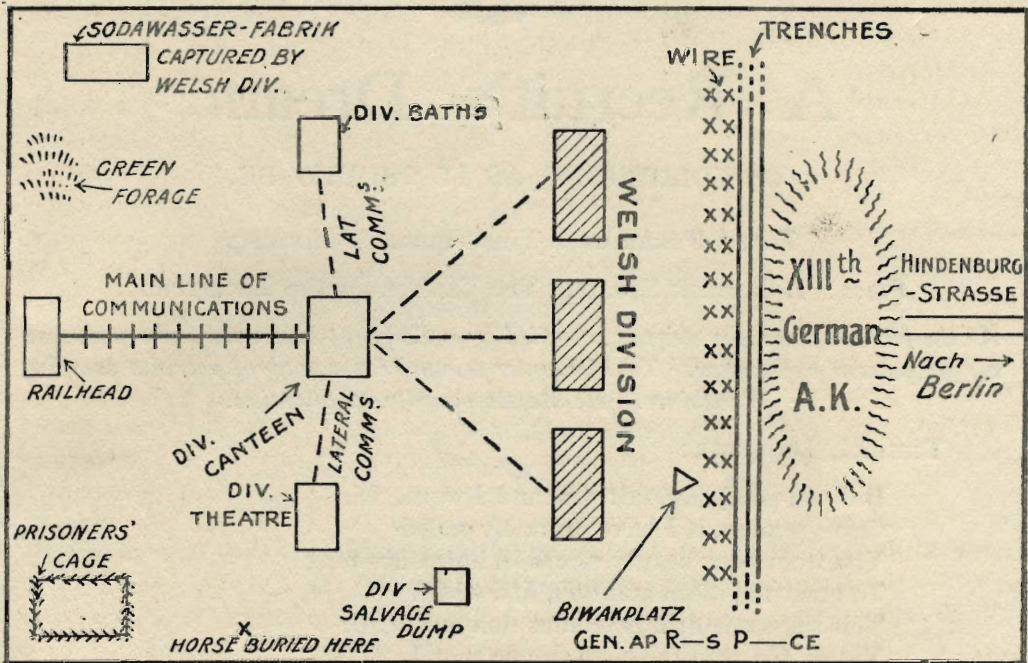 SODAWASSER-FABRIK
CAPTURED BY
WELSH DIV.
GREEN
FORAGE
DIV. BATHS
LAT
COMMS.
MAIN LINE OF
COMMUNICATIONS
RAILHEAD
DIV.
CANTEEN
LATERAL
COMMS.
DIV.
THEATRE
PRISONERS'
CAGE
HORSE BURIED HERE
DIV
SALVAGE
DUMP
WELSH DIVISION
WIRE
TRENCHES
XIIIth
German
A.K.
HINDENBURG
-STRASSE
Nach
Berlin
BIWAKPLATZ
GEN. AP R—S P——CE